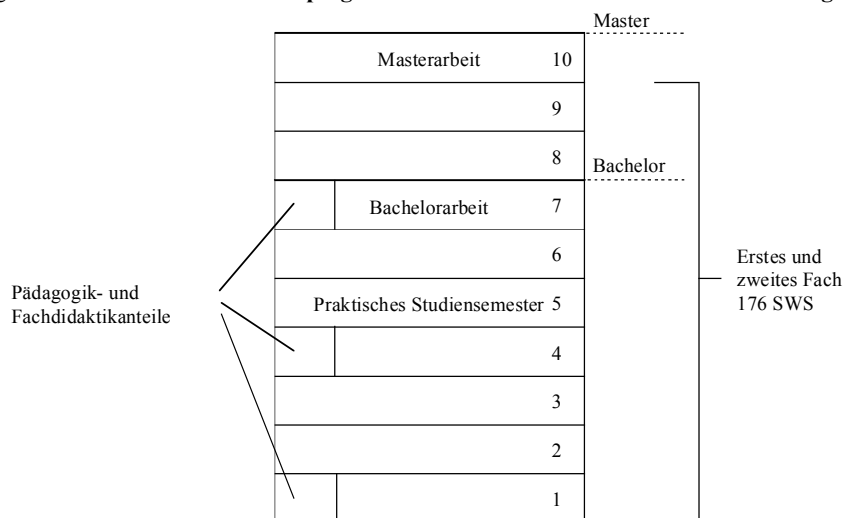 Master
Masterarbeit 10
9
8
Bachelor
Bachelorarbeit 7
6
Erstes und
zweites Fach
176 SWS
Pädagogik- und
Fachdidaktikanteile
Praktisches Studiensemester 5
4
3
2
1